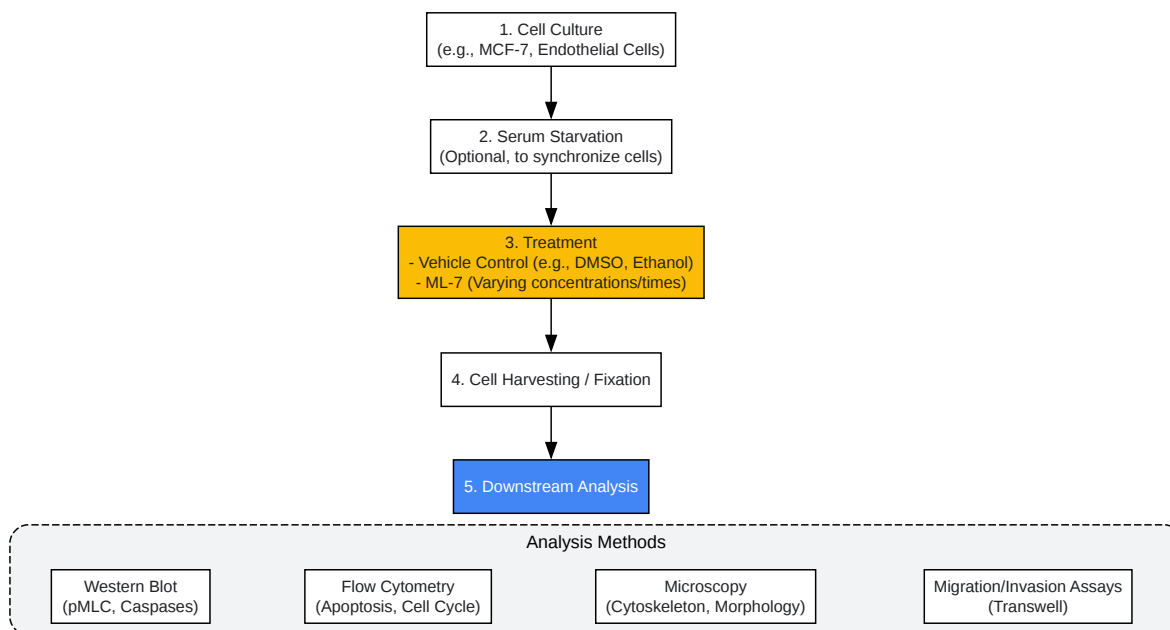 1. Cell Culture
(e.g., MCF-7, Endothelial Cells)
2. Serum Starvation
(Optional, to synchronize cells)
3. Treatment
- Vehicle Control (e.g., DMSO, Ethanol)
- ML-7 (Varying concentrations/times)
4. Cell Harvesting / Fixation
5. Downstream Analysis
Analysis Methods
Western Blot
(pMLC, Caspases)
Flow Cytometry
(Apoptosis, Cell Cycle)
Microscopy
(Cytoskeleton, Morphology)
Migration/Invasion Assays
(Transwell)